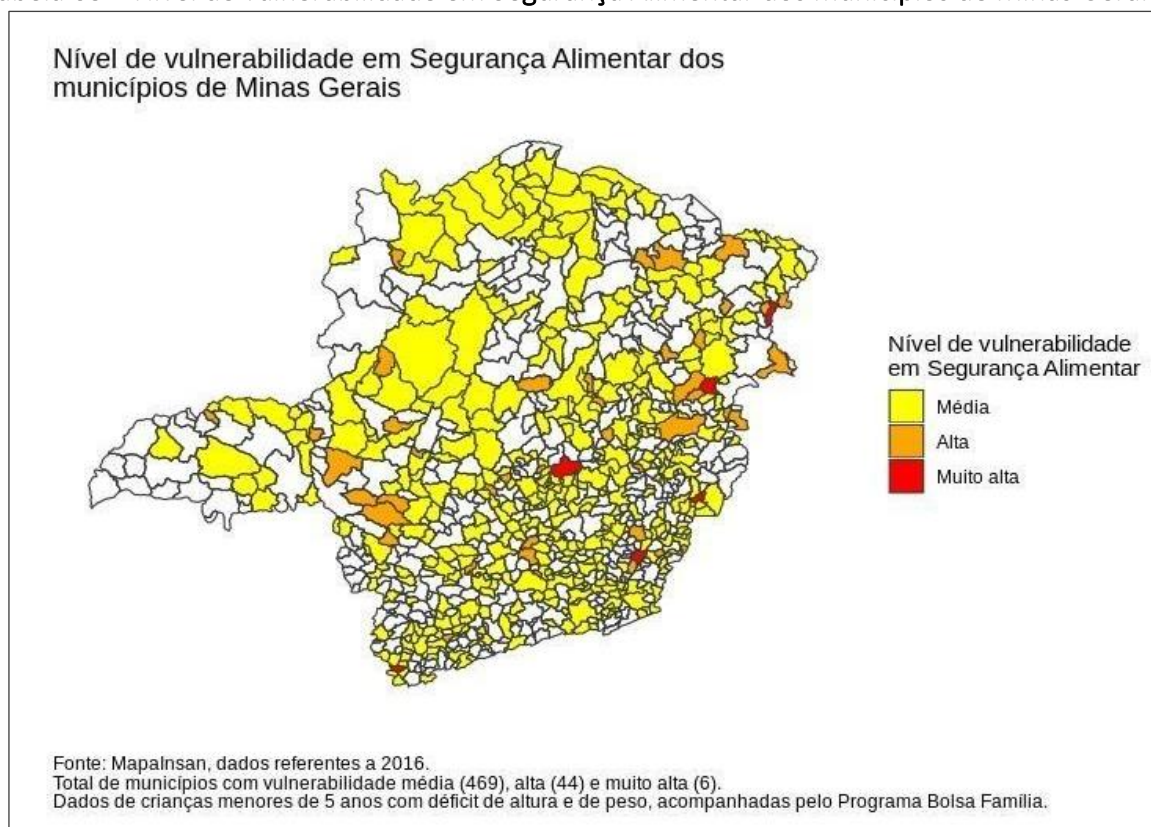 Nível de vulnerabilidade em Segurança Alimentar dos
municípios de Minas Gerais
Nível de vulnerabilidade
em Segurança Alimentar
Média
Alta
Muito alta
Fonte: MapaInsan, dados referentes a 2016.
Total de municípios com vulnerabilidade média (469), alta (44) e muito alta (6).
Dados de crianças menores de 5 anos com déficit de altura e de peso, acompanhadas pelo Programa Bolsa Família.